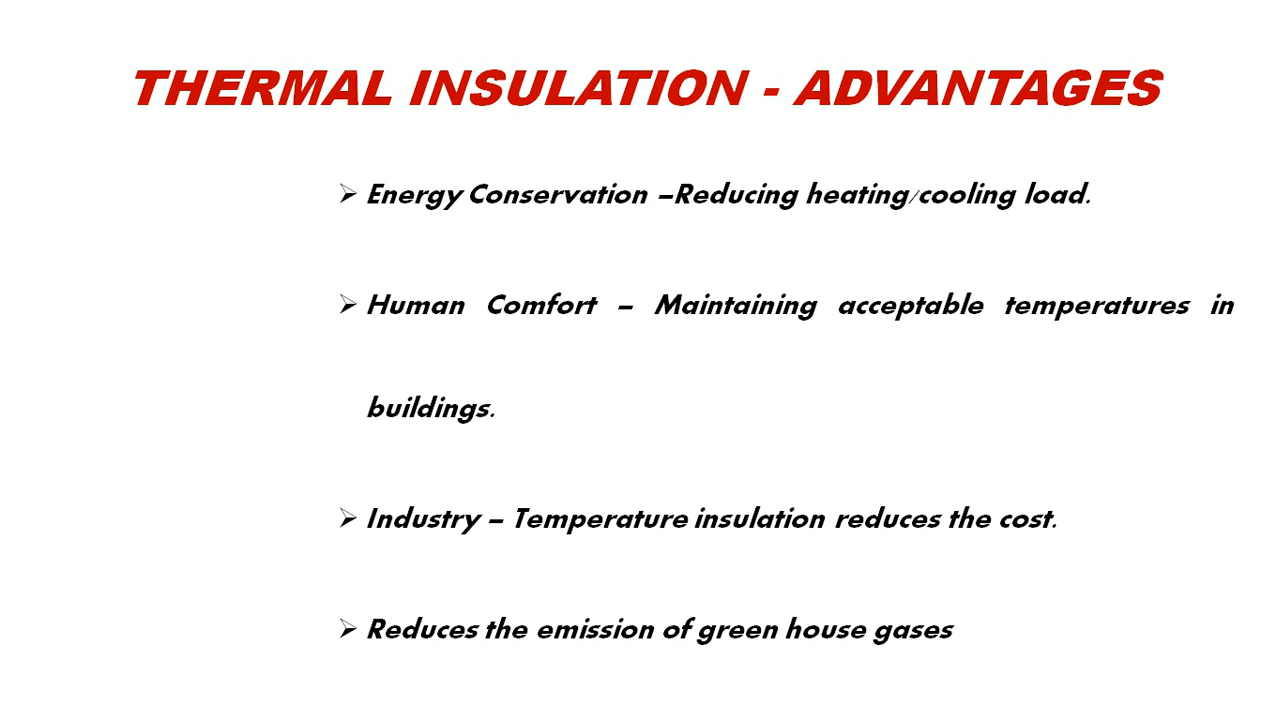 THERMAL INSULATION - ADVANTAGES
➢ Energy Conservation –Reducing heating/cooling load.
➢ Human Comfort – Maintaining acceptable temperatures in
buildings.
➢ Industry – Temperature insulation reduces the cost.
➢ Reduces the emission of green house gases